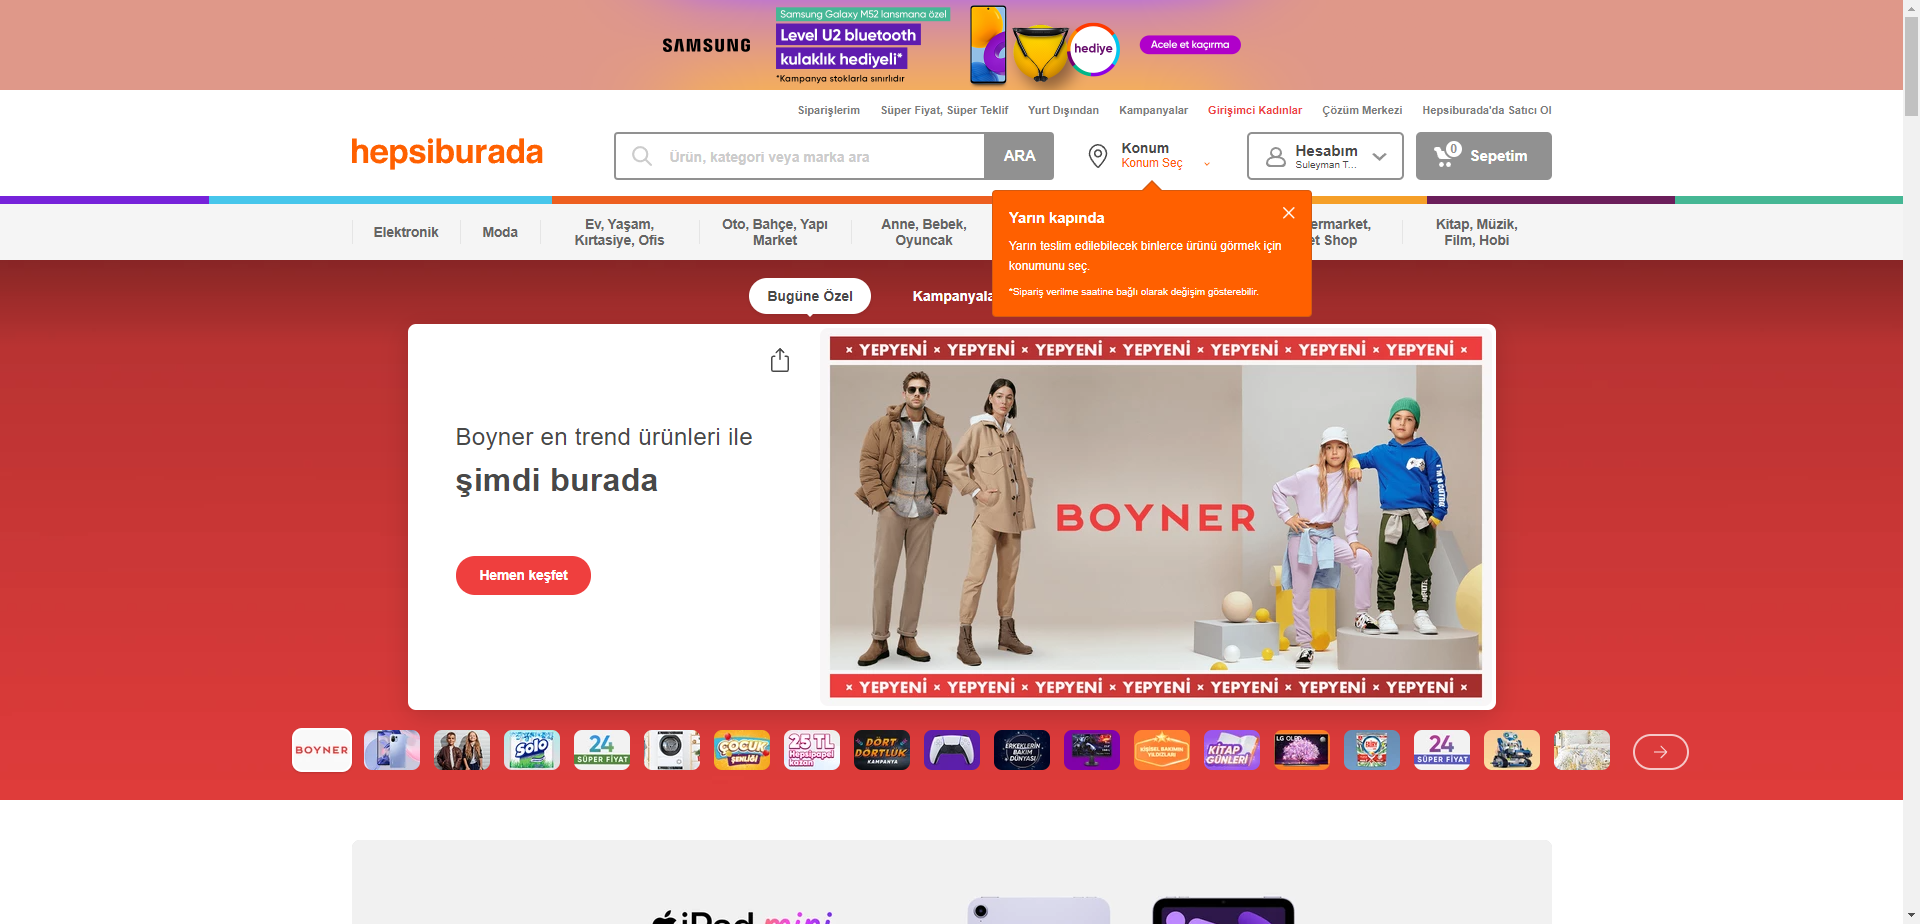 SAMSUNG
Samsung Galaxy M52 lansmana özel
Level U2 bluetooth
kulaklık hediyeli*
*Kampanya stoklarla sınırlıdır
hediye
Acele et kaçırma
Siparişlerim Süper Fiyat, Süper Teklif Yurt Dışından Kampanyalar Girişimci Kadınlar Çözüm Merkezi Hepsiburada'da Satıcı Ol
hepsiburada
Ürün, kategori veya marka ara
ARA
Konum
Konum Seç
Hesabım
Suleyman T...
0
Sepetim
Elektronik
Moda
Ev, Yaşam,
Kırtasiye, Ofis
Oto, Bahçe, Yapı
Market
Anne, Bebek,
Oyuncak
ermarket,
et Shop
Kitap, Müzik,
Film, Hobi
Yarın kapında
Yarın teslim edilebilecek binlerce ürünü görmek için
konumunu seç.
*Sipariş verilme saatine bağlı olarak değişim gösterebilir.
Bugüne Özel
Kampanyala
Boyner en trend ürünleri ile
şimdi burada
Hemen keşfet
× YEPYENİ × YEPYENİ × YEPYENİ × YEPYENİ × YEPYENİ × YEPYENİ × YEPYENİ ×
BOYNER
× YEPYENİ × YEPYENİ × YEPYENİ × YEPYENİ × YEPYENİ × YEPYENİ × YEPYENİ ×
BOYNER
Solo
24
SÜPER FİYAT
ÇOCUK
ŞENLİĞİ
25 TL
Hepsipapel
kazan
DÖRT
DÖRTLÜK
KAMPANYA
ERKEKLERİN
BAKIM
DÜNYASI
KİŞİSEL BAKIMIN
YILDIZLARI
KİTAP
GÜNLERİ
LG OLED
24
SÜPER FİYAT
iPad mini